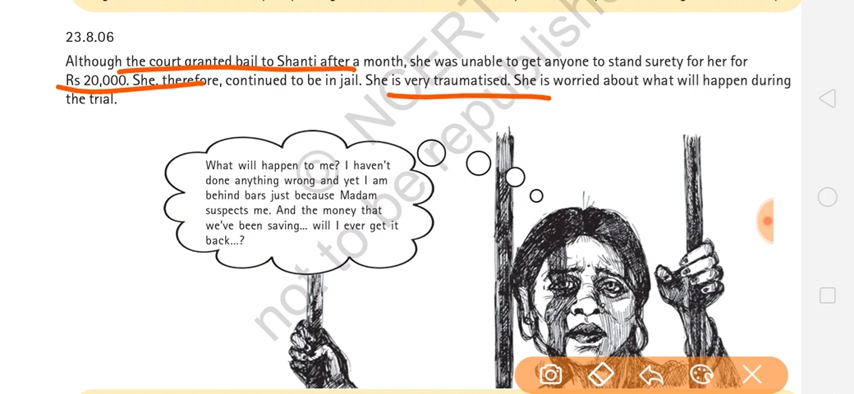 23.8.06
Although the court granted bail to Shanti after a month, she was unable to get anyone to stand surety for her for
Rs 20,000. She, therefore, continued to be in jail. She is very traumatised. She is worried about what will happen during
the trial.
What will happen to me? I haven't
done anything wrong and yet I am
behind bars just because Madam
suspects me. And the money that
we've been saving... will I ever get it
back...?
© NCERT
not to be republished